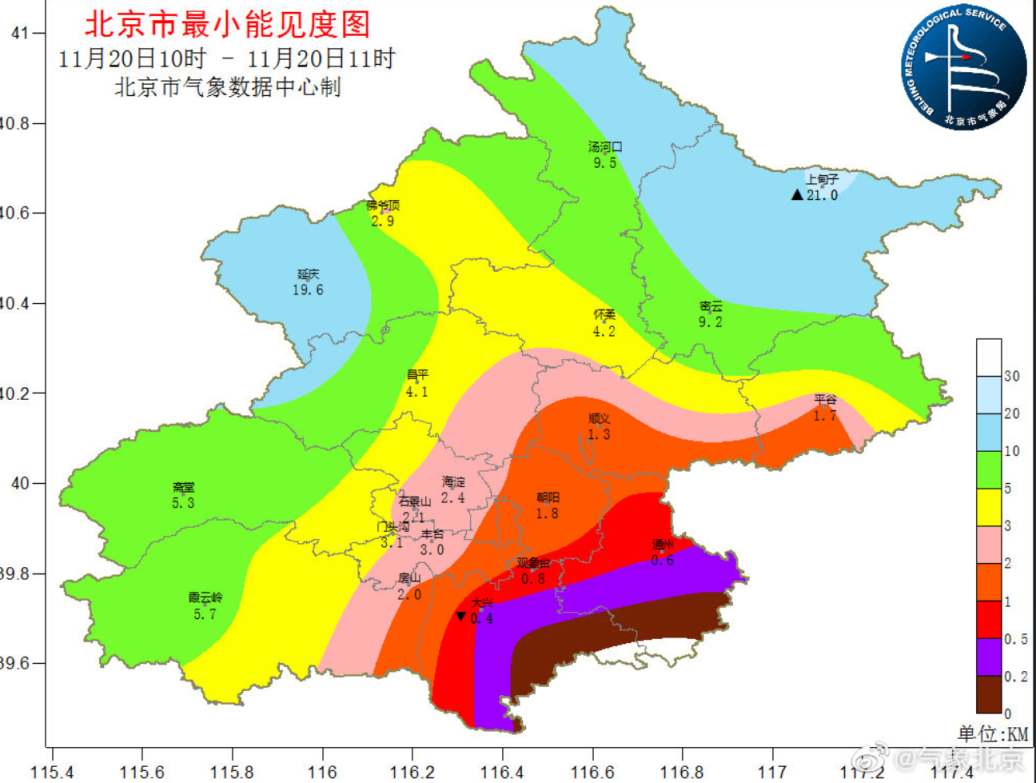 北京市最小能见度图
11月20日10时 - 11月20日11时
北京市气象数据中心制
BEIJING METEOROLOGICAL SERVICE
北京市气象局
41
40.8
40.6
40.4
40.2
40
39.8
39.6
汤河口
9.5
上甸子
▲21.0
佛爷顶
2.9
延庆
19.6
密云
9.2
怀柔
4.2
昌平
4.1
平谷
1.7
顺义
1.3
海淀
2.4
斋堂
5.3
朝阳
1.8
石景山
2.1
门头沟
3.1
丰台
3.0
通州
0.6
观象台
0.8
房山
2.0
霞云岭
5.7
大兴
▼0.4
30
20
10
5
3
2
1
0.5
0.2
0
单位:KM
115.4 115.6 115.8 116 116.2 116.4 116.6 116.8 117 117.2 117.4
@气象北京